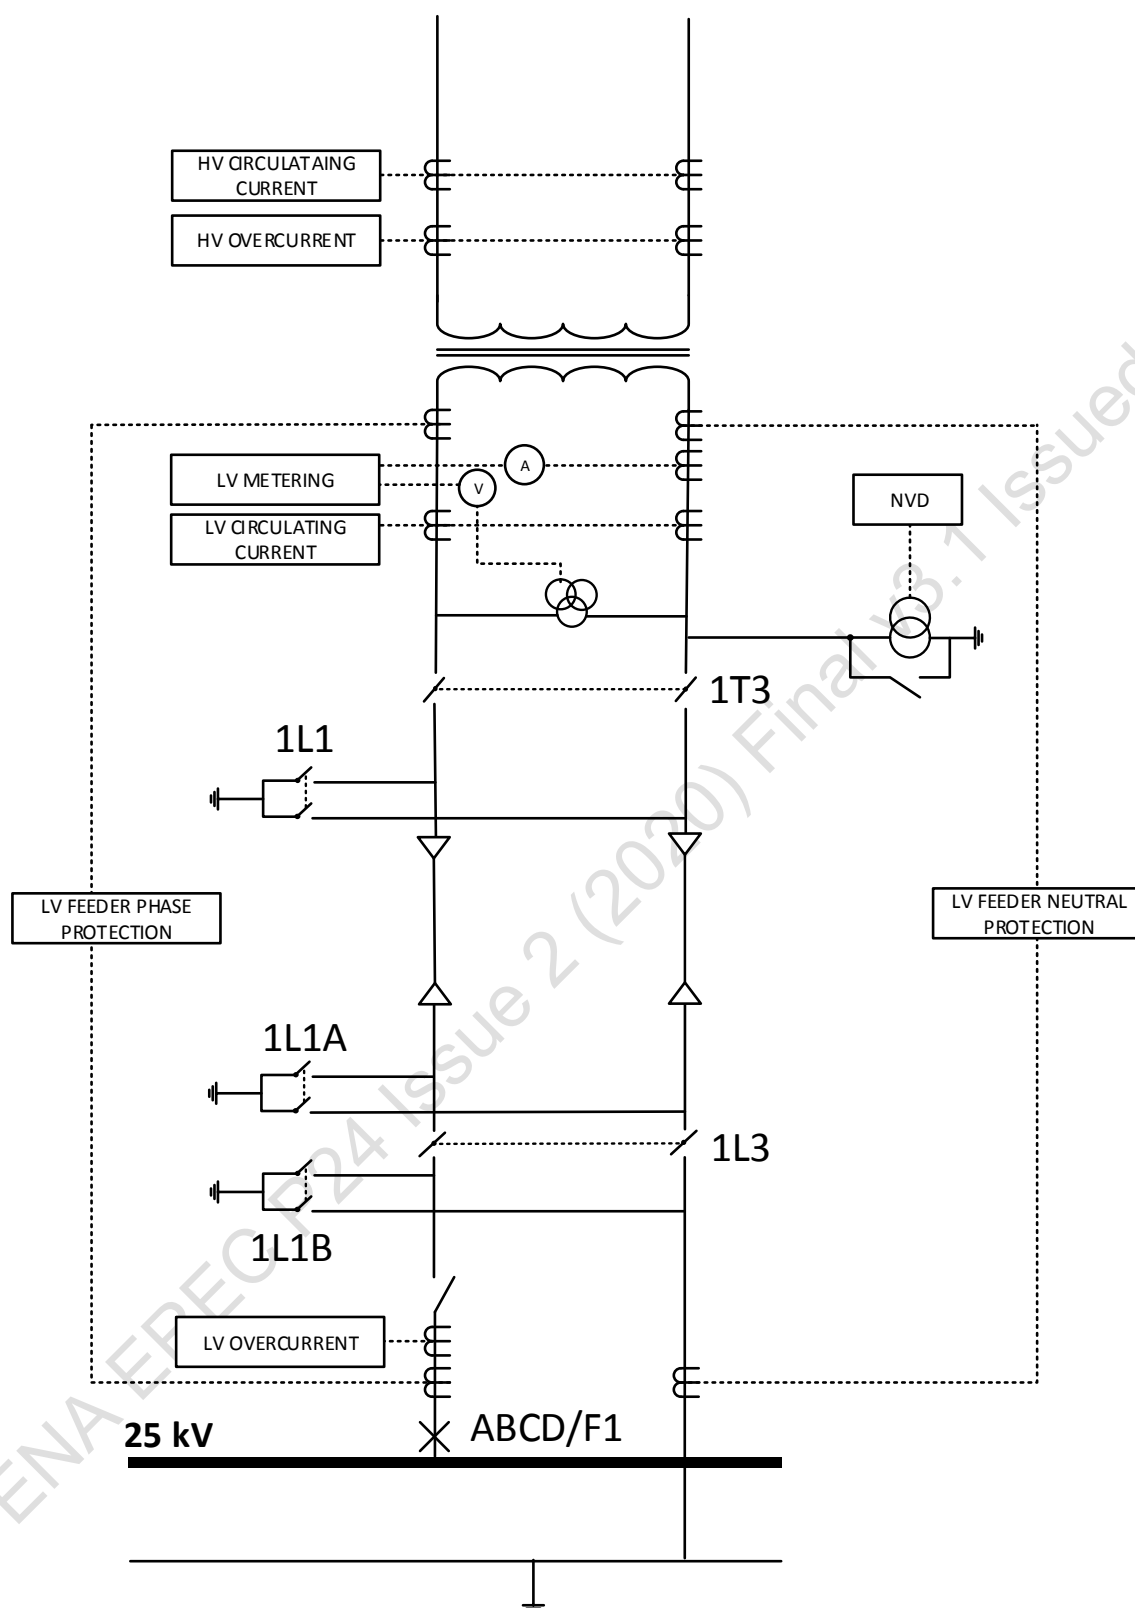 HV CIRCULATAING
CURRENT
HV OVERCURRENT
LV METERING
A
V
NVD
LV CIRCULATING
CURRENT
1T3
1L1
LV FEEDER PHASE
PROTECTION
LV FEEDER NEUTRAL
PROTECTION
1L1A
1L3
1L1B
LV OVERCURRENT
25 kV
ABCD/F1
ENA EREC P24 Issue 2 (2020) Final v3.1 Issued